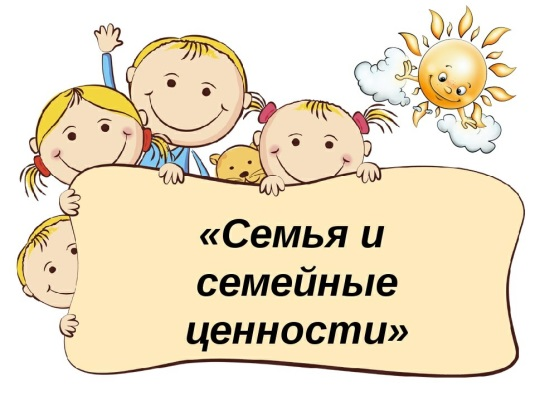 «Семья и
семейные
ценности»